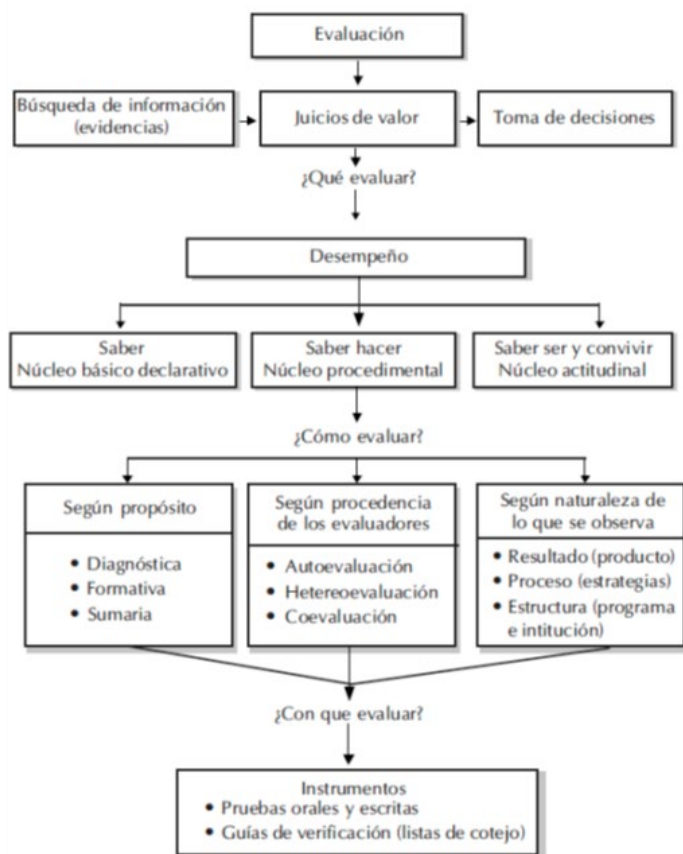 Evaluación
Búsqueda de información
(evidencias)
Juicios de valor
Toma de decisiones
¿Qué evaluar?
Desempeño
Saber
Núcleo básico declarativo
Saber hacer
Núcleo procedimental
Saber ser y convivir
Núcleo actitudinal
¿Cómo evaluar?
Según propósito
• Diagnóstica
• Formativa
• Sumaria
Según procedencia
de los evaluadores
• Autoevaluación
• Hetereoevaluación
• Coevaluación
Según naturaleza de
lo que se observa
• Resultado (producto)
• Proceso (estrategias)
• Estructura (programa
e intitución)
¿Con que evaluar?
Instrumentos
• Pruebas orales y escritas
• Guías de verificación (listas de cotejo)